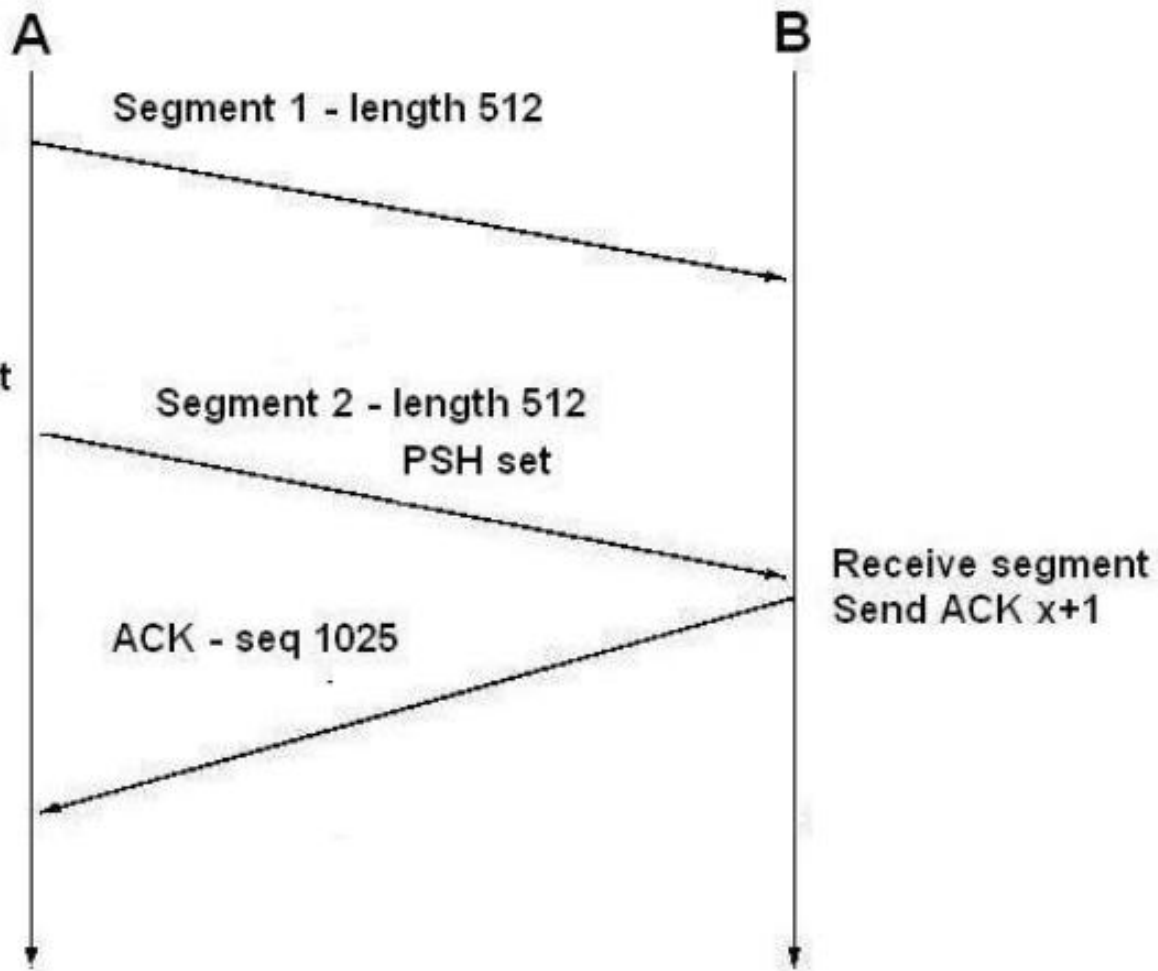 A
B
Segment 1 - length 512
t
Segment 2 - length 512
PSH set
Receive segment
Send ACK x+1
ACK - seq 1025